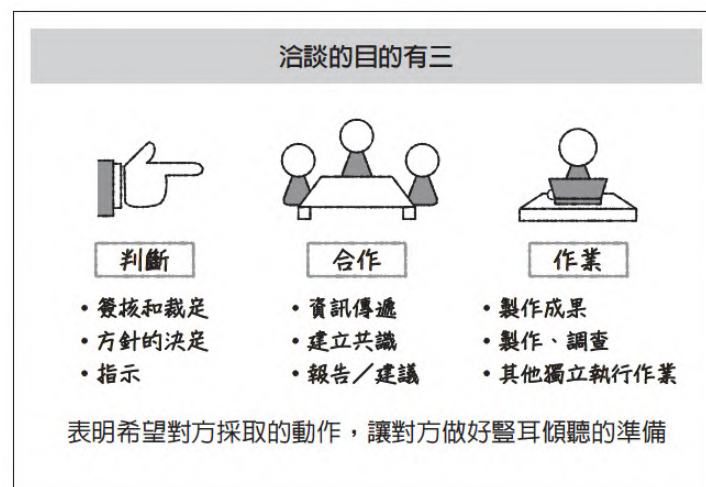 洽談的目的有三
判斷
合作
作業
・簽核和裁定
・方針的決定
・指示
・資訊傳遞
・建立共識
・報告／建議
・製作成果
・製作、調查
・其他獨立執行作業
表明希望對方採取的動作，讓對方做好豎耳傾聽的準備